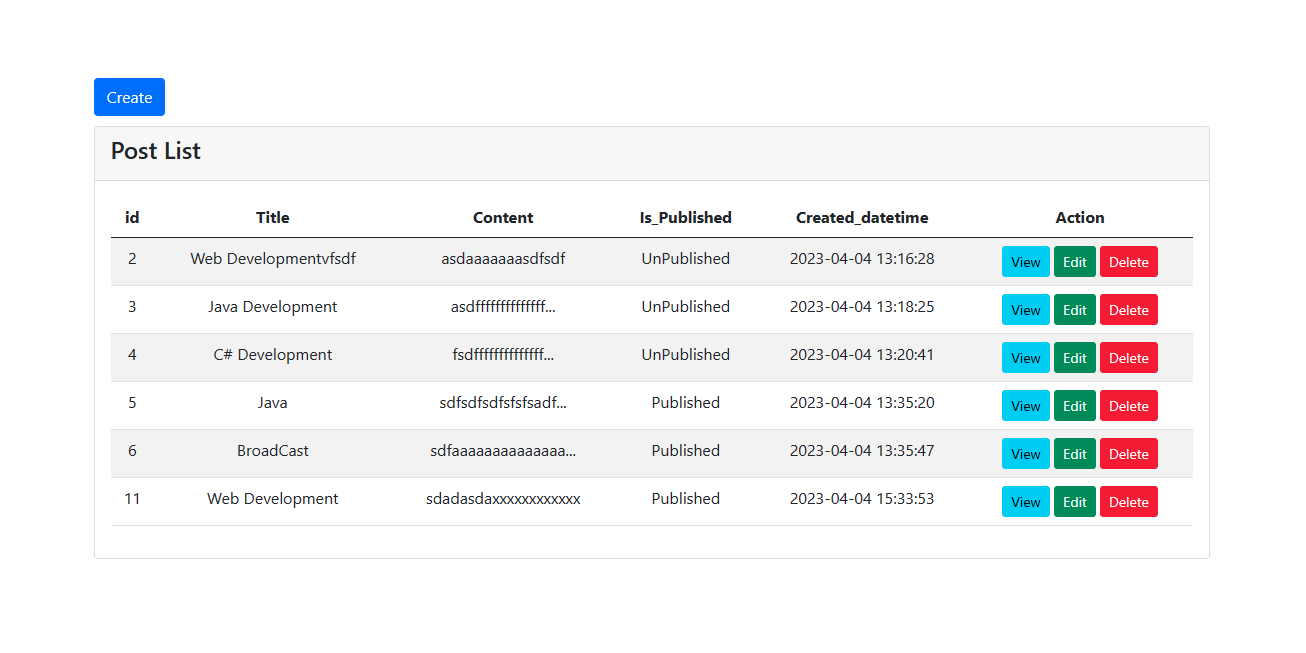 Create
Post List
id Title Content Is_Published Created_datetime Action
2 Web Developmentvfsdf asdaaaaaaasdfsdf UnPublished 2023-04-04 13:16:28 View Edit Delete
3 Java Development asdffffffffffffff... UnPublished 2023-04-04 13:18:25 View Edit Delete
4 C# Development fsdffffffffffffff... UnPublished 2023-04-04 13:20:41 View Edit Delete
5 Java sdfsdfsdfsfsfsadf... Published 2023-04-04 13:35:20 View Edit Delete
6 BroadCast sdfaaaaaaaaaaaaaa... Published 2023-04-04 13:35:47 View Edit Delete
11 Web Development sdadasdaxxxxxxxxxxxx Published 2023-04-04 15:33:53 View Edit Delete